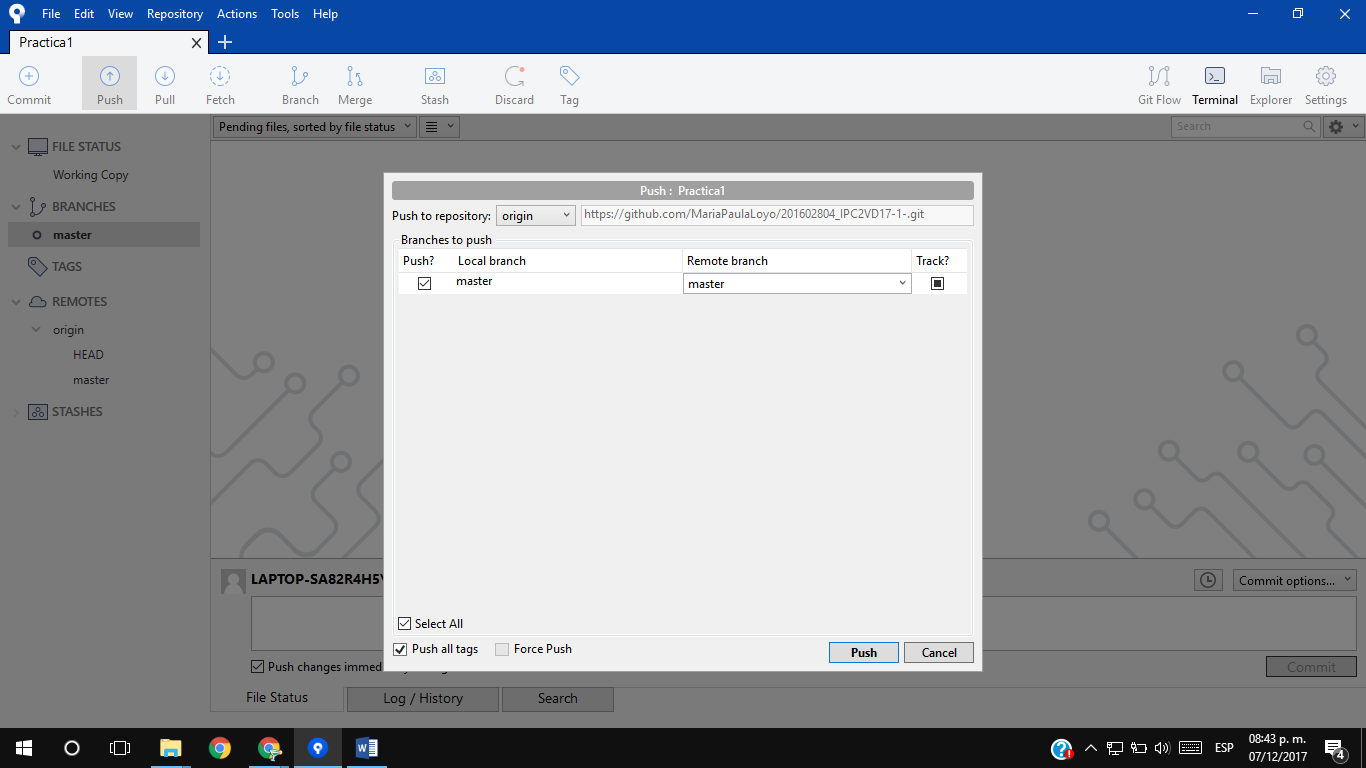 File Edit View Repository Actions Tools Help
Practica1
Commit Push Pull Fetch Branch Merge Stash Discard Tag Git Flow Terminal Explorer Settings
Pending files, sorted by file status Search
FILE STATUS
Working Copy
BRANCHES
master
TAGS
REMOTES
origin
HEAD
master
STASHES
Push : Practica1
Push to repository: origin https://github.com/MariaPaulaLoyo/201602804_IPC2VD17-1-.git
Branches to push
Push? Local branch Remote branch Track?
master master
Select All
Push all tags Force Push Push Cancel
LAPTOP-SA82R4H5 Commit options...
Push changes immed Commit
File Status Log / History Search
ESP 08:43 p. m.
07/12/2017
4